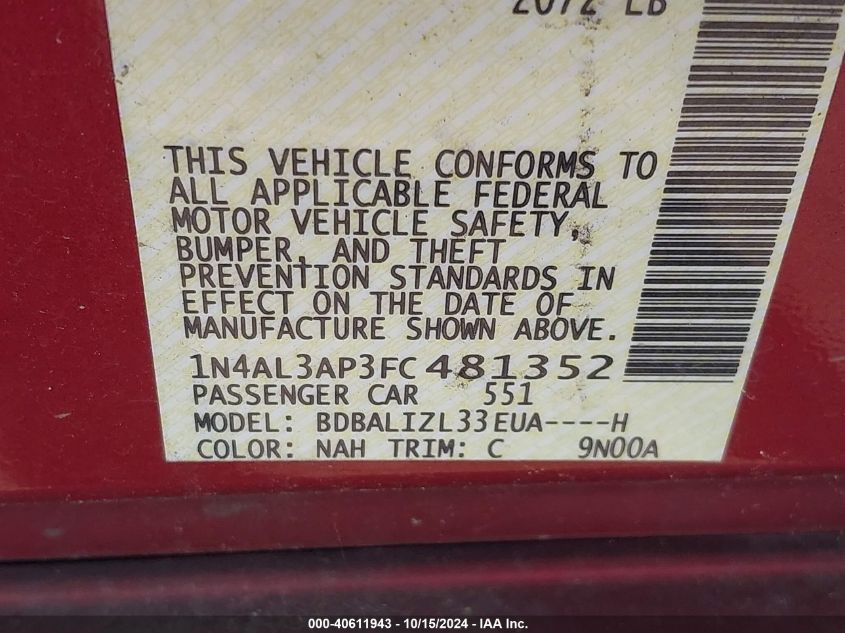 2072 LB
THIS VEHICLE CONFORMS TO
ALL APPLICABLE FEDERAL
MOTOR VEHICLE SAFETY,
BUMPER, AND THEFT
PREVENTION STANDARDS IN
EFFECT ON THE DATE OF
MANUFACTURE SHOWN ABOVE.
1N4AL3AP3FC481352
PASSENGER CAR 551
MODEL: BDBALIZL33EUA----H
COLOR: NAH TRIM: C 9N00A
000-40611943 - 10/15/2024 - IAA Inc.